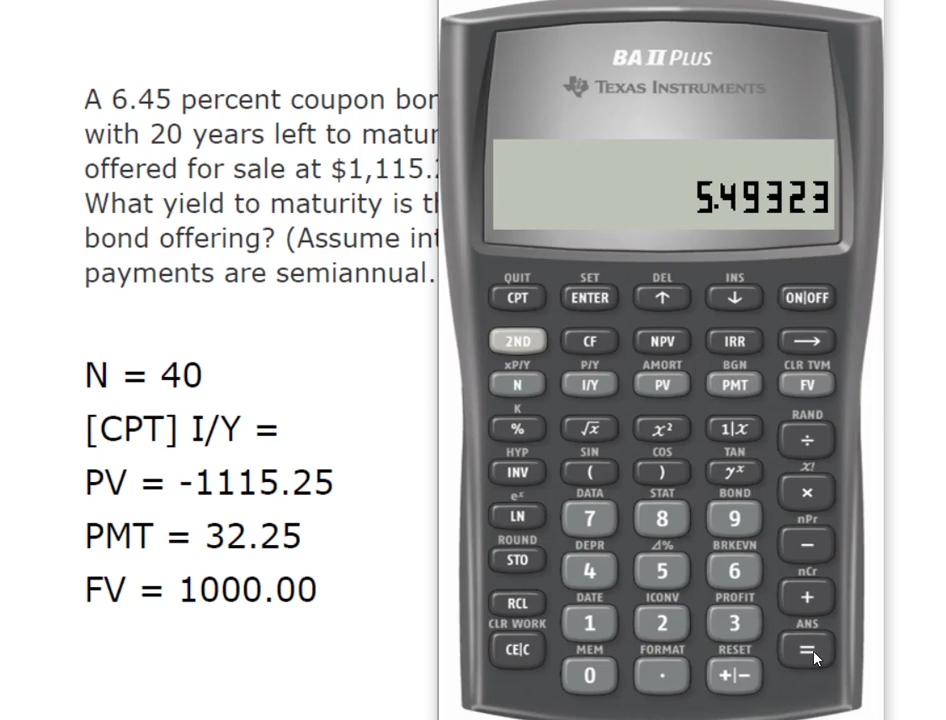 A 6.45 percent coupon bon
with 20 years left to matur
offered for sale at $1,115.2
What yield to maturity is th
bond offering? (Assume int
payments are semiannual.
N = 40
[CPT] I/Y =
PV = -1115.25
PMT = 32.25
FV = 1000.00
BA II PLUS
TEXAS INSTRUMENTS
5.49323
QUIT SET DEL INS
CPT ENTER ↑ ↓ ON|OFF
2ND CF NPV IRR →
xP/Y P/Y AMORT BGN CLR TVM
N I/Y PV PMT FV
K RAND
% √x x² 1|x ÷
HYP SIN COS TAN x!
INV ( ) yˣ ×
eˣ DATA STAT BOND nPr
LN 7 8 9 −
ROUND DEPR Δ% BRKEVN nCr
STO 4 5 6 +
DATE ICONV PROFIT ANS
RCL 1 2 3 =
CLR WORK MEM FORMAT RESET
CE|C 0 . +|−